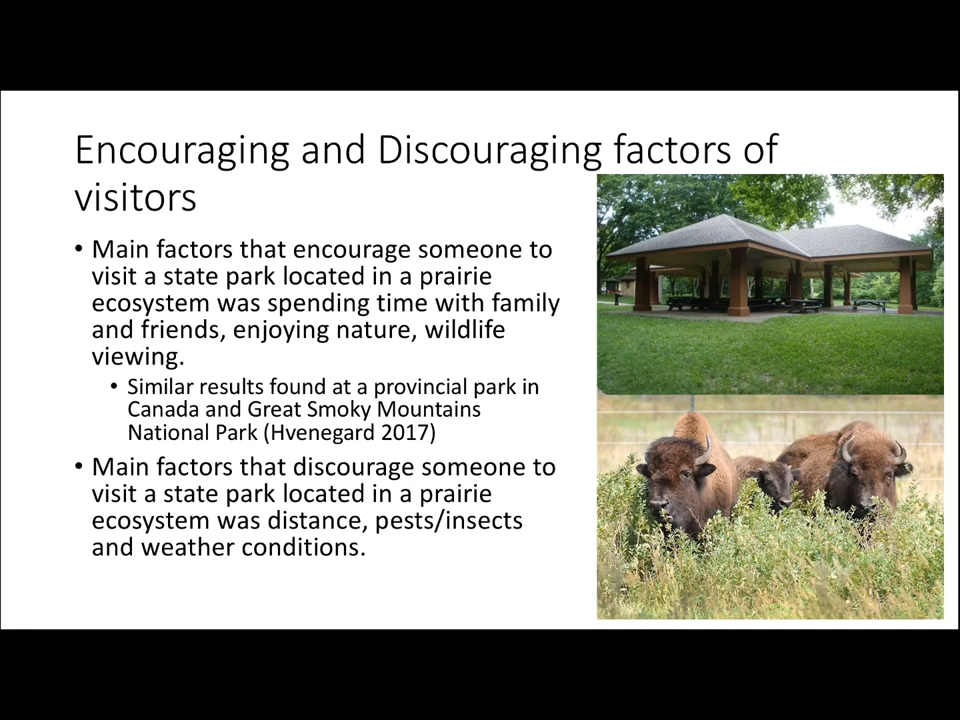 Encouraging and Discouraging factors of
visitors
• Main factors that encourage someone to
visit a state park located in a prairie
ecosystem was spending time with family
and friends, enjoying nature, wildlife
viewing.
• Similar results found at a provincial park in
Canada and Great Smoky Mountains
National Park (Hvenegard 2017)
• Main factors that discourage someone to
visit a state park located in a prairie
ecosystem was distance, pests/insects
and weather conditions.